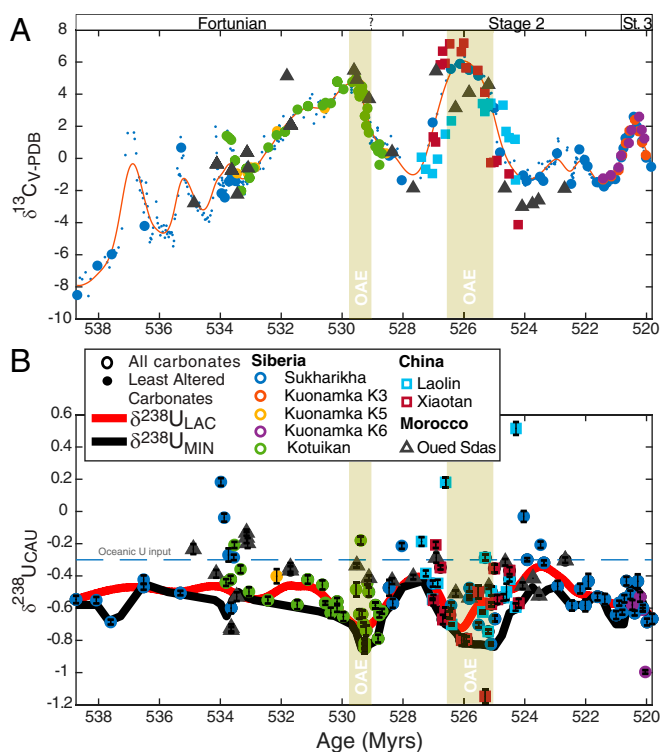 Fortunian ? Stage 2 St. 3
A
8
6
4
2
0
-2
-4
-6
-8
-10
δ13CV-PDB
OAE OAE
538 536 534 532 530 528 526 524 522 520
B
All carbonates
Least Altered
Carbonates
δ238ULAC
δ238UMIN
Siberia
Sukharikha
Kuonamka K3
Kuonamka K5
Kuonamka K6
Kotuikan
China
Laolin
Xiaotan
Morocco
Oued Sdas
0.6
0.4
0.2
0
-0.2
-0.4
-0.6
-0.8
-1
-1.2
δ238UCAU
Oceanic U input
OAE OAE
538 536 534 532 530 528 526 524 522 520
Age (Myrs)